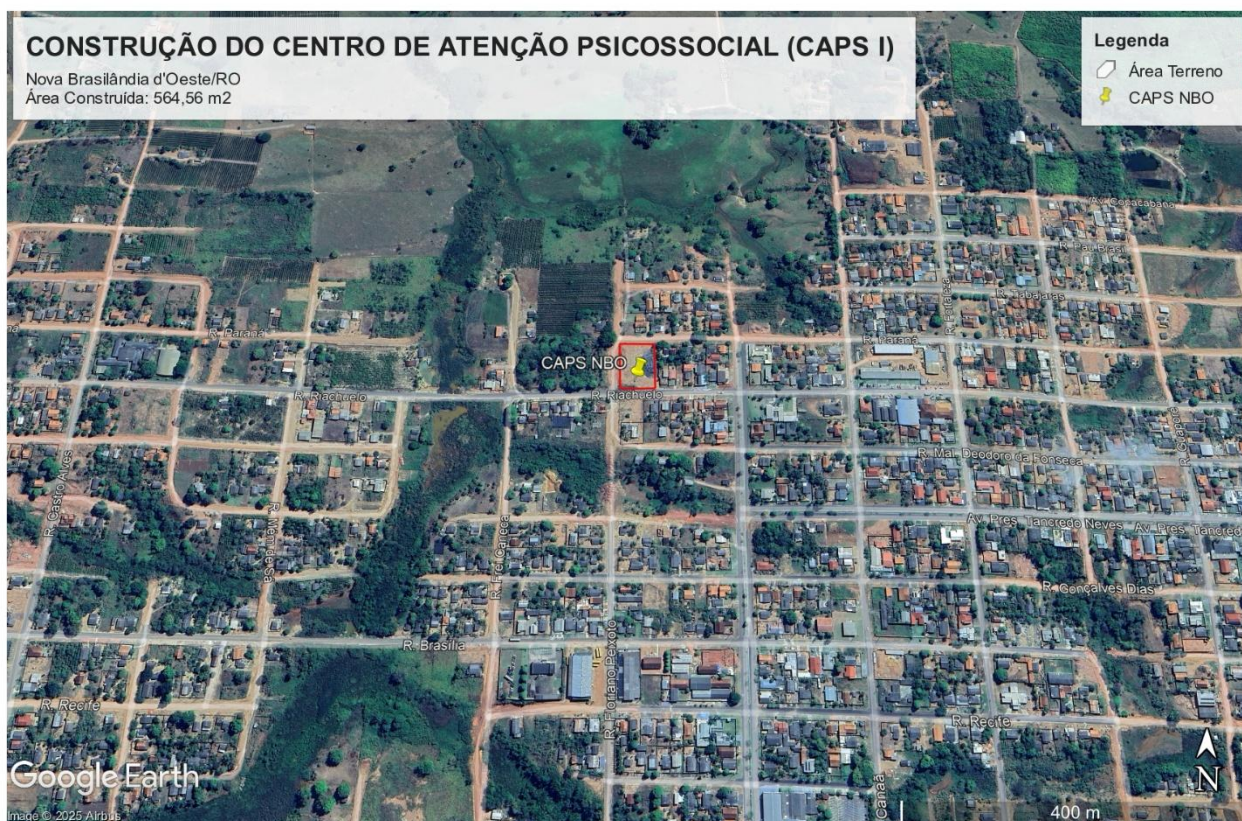 CONSTRUÇÃO DO CENTRO DE ATENÇÃO PSICOSSOCIAL (CAPS I)
Nova Brasilândia d'Oeste/RO
Área Construída: 564,56 m2
Legenda
Área Terreno
CAPS NBO
Av. Copacabana
R. Pau Brasil
R. Tabajaras
R. Paraná
R. Paraná
CAPS NBO
R. Riachuelo
R. Riachuelo
R. Mal. Deodoro da Fonseca
R. Castro Alves
Av. Pres. Tancredo Neves
Av. Pres. Tancred
R. Frei Caneca
R. Gonçalves Dias
R. Brasília
R. Floriano Peixoto
R. Recife
R. Recife
Canaã
Google Earth
Image © 2025 Airbus
400 m
N